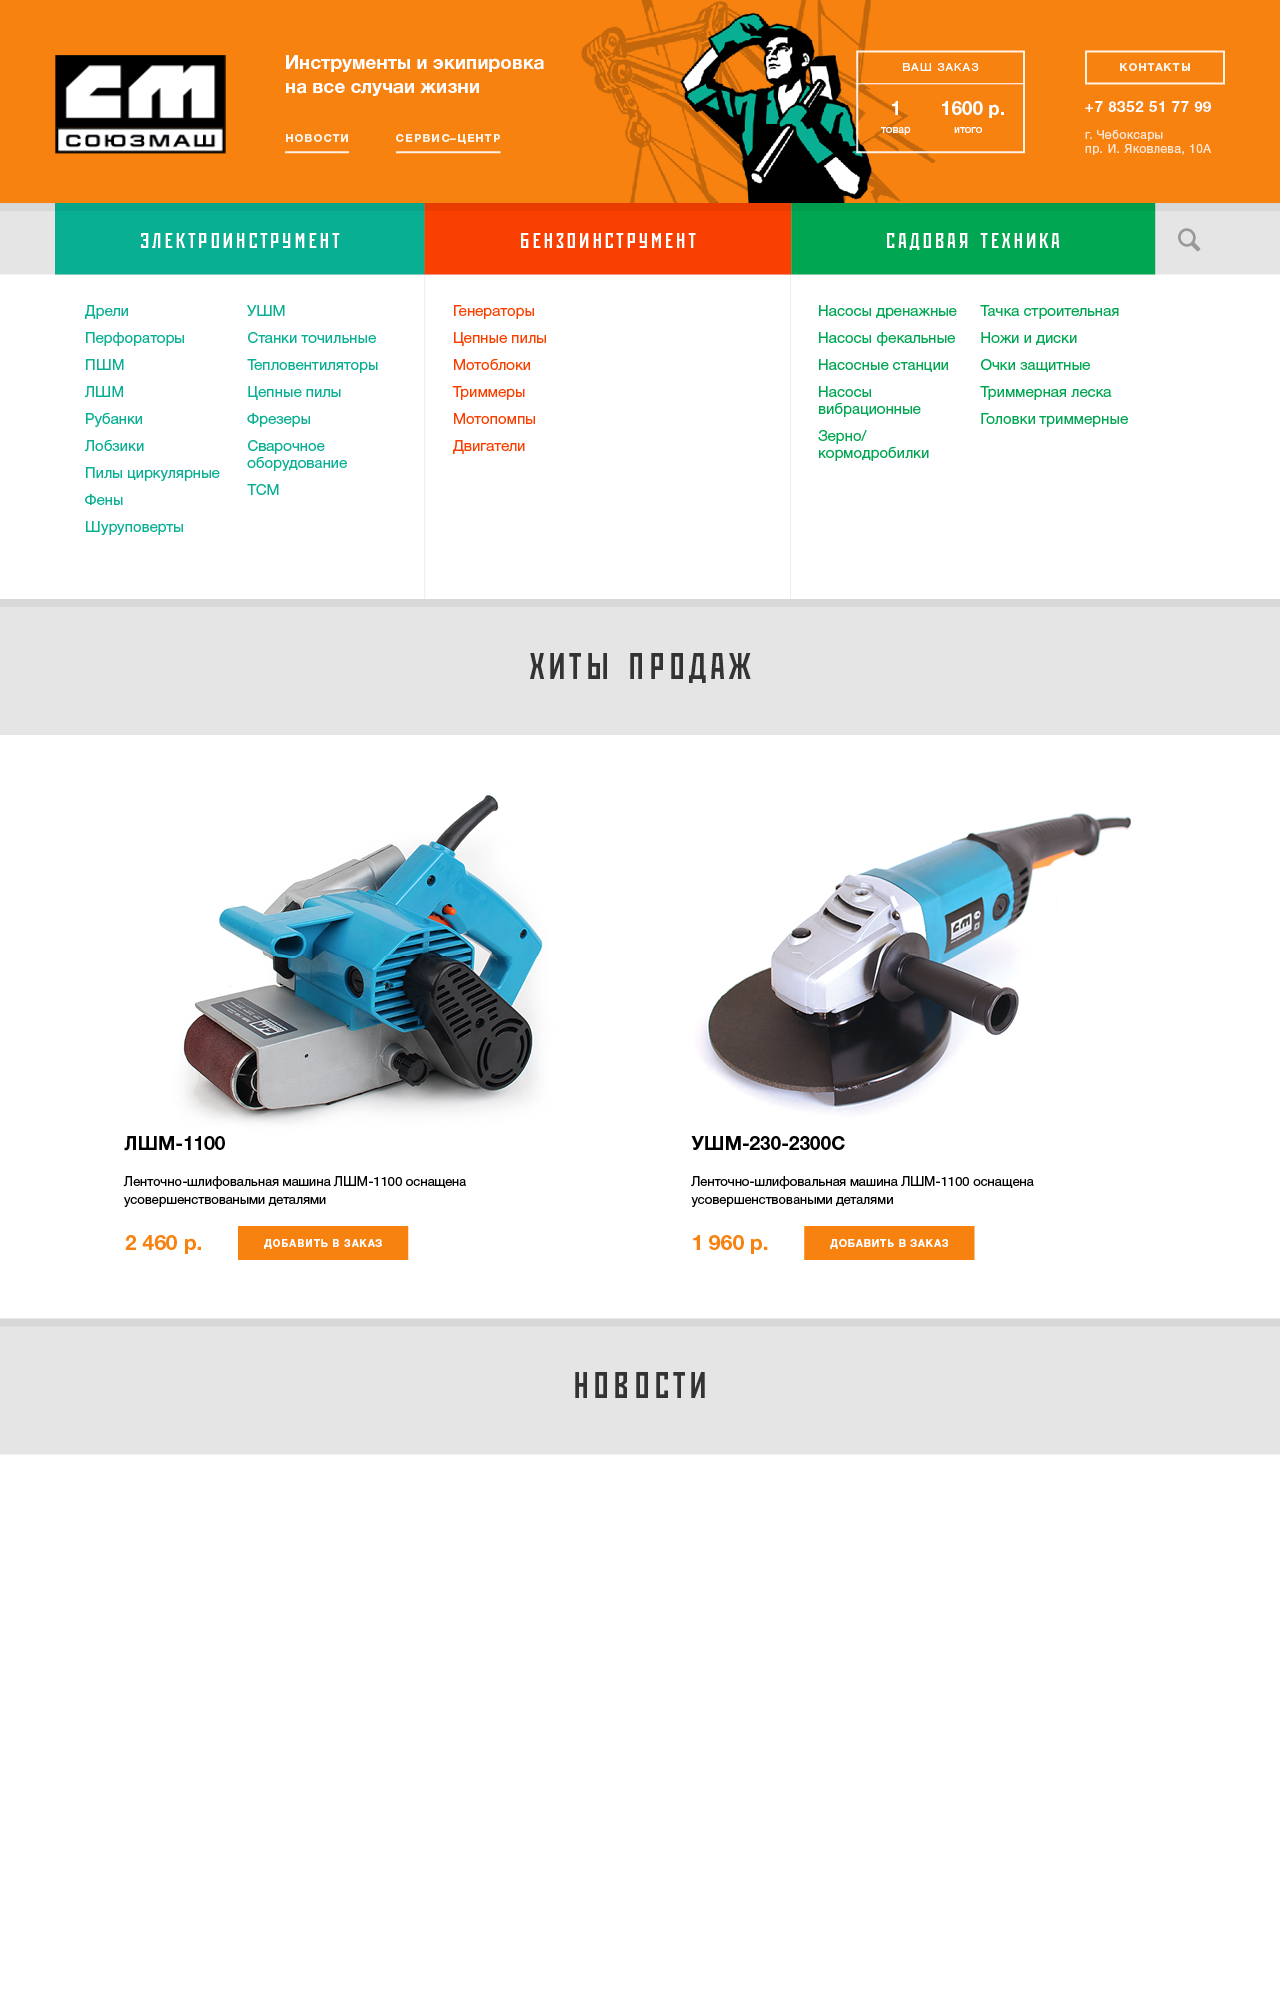 СМ
СОЮЗМАШ
Инструменты и экипировка
на все случаи жизни
НОВОСТИ
СЕРВИС–ЦЕНТР
ВАШ ЗАКАЗ
1
товар
1600 р.
итого
КОНТАКТЫ
+7 8352 51 77 99
г. Чебоксары
пр. И. Яковлева, 10А
ЭЛЕКТРОИНСТРУМЕНТ
БЕНЗОИНСТРУМЕНТ
САДОВАЯ ТЕХНИКА
Дрели
Перфораторы
ПШМ
ЛШМ
Рубанки
Лобзики
Пилы циркулярные
Фены
Шуруповерты
УШМ
Станки точильные
Тепловентиляторы
Цепные пилы
Фрезеры
Сварочное
оборудование
ТСМ
Генераторы
Цепные пилы
Мотоблоки
Триммеры
Мотопомпы
Двигатели
Насосы дренажные
Насосы фекальные
Насосные станции
Насосы
вибрационные
Зерно/
кормодробилки
Тачка строительная
Ножи и диски
Очки защитные
Триммерная леска
Головки триммерные
ХИТЫ ПРОДАЖ
ЛШМ-1100
Ленточно-шлифовальная машина ЛШМ-1100 оснащена
усовершенствоваными деталями
2 460 р.
ДОБАВИТЬ В ЗАКАЗ
УШМ-230-2300С
Ленточно-шлифовальная машина ЛШМ-1100 оснащена
усовершенствоваными деталями
1 960 р.
ДОБАВИТЬ В ЗАКАЗ
НОВОСТИ